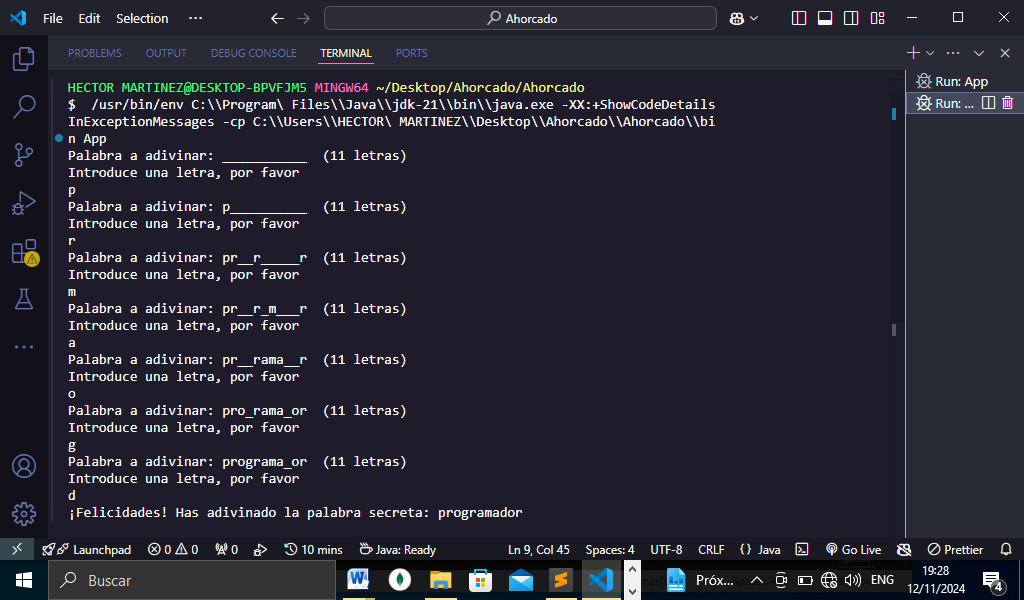 File Edit Selection ··· Ahorcado
PROBLEMS OUTPUT DEBUG CONSOLE TERMINAL PORTS
HECTOR MARTINEZ@DESKTOP-BPVFJM5 MINGW64 ~/Desktop/Ahorcado/Ahorcado
$  /usr/bin/env C:\\Program\ Files\\Java\\jdk-21\\bin\\java.exe -XX:+ShowCodeDetails
InExceptionMessages -cp C:\\Users\\HECTOR\ MARTINEZ\\Desktop\\Ahorcado\\Ahorcado\\bi
n App
Palabra a adivinar: ___________  (11 letras)
Introduce una letra, por favor
p
Palabra a adivinar: p__________  (11 letras)
Introduce una letra, por favor
r
Palabra a adivinar: pr__r_____r  (11 letras)
Introduce una letra, por favor
m
Palabra a adivinar: pr__r_m___r  (11 letras)
Introduce una letra, por favor
a
Palabra a adivinar: pr__rama__r  (11 letras)
Introduce una letra, por favor
o
Palabra a adivinar: pro_rama_or  (11 letras)
Introduce una letra, por favor
g
Palabra a adivinar: programa_or  (11 letras)
Introduce una letra, por favor
d
¡Felicidades! Has adivinado la palabra secreta: programador
Run: App
Run: ...
Launchpad 0 0 0 10 mins Java: Ready Ln 9, Col 45 Spaces: 4 UTF-8 CRLF {} Java Go Live Prettier
Buscar Próx... ENG
19:28
12/11/2024
4